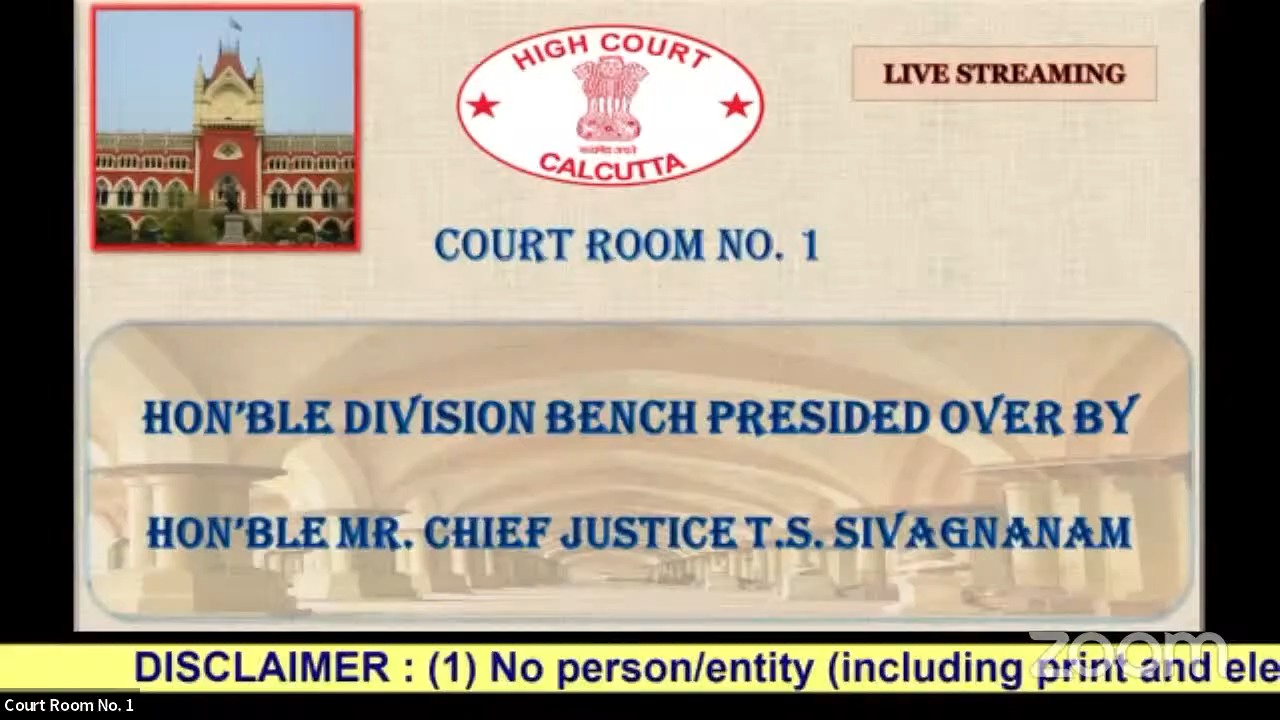 HIGH COURT
CALCUTTA
LIVE STREAMING
COURT ROOM NO. 1
HON'BLE DIVISION BENCH PRESIDED OVER BY
HON'BLE MR. CHIEF JUSTICE T.S. SIVAGNANAM
zoom
DISCLAIMER : (1) No person/entity (including print and ele
Court Room No. 1